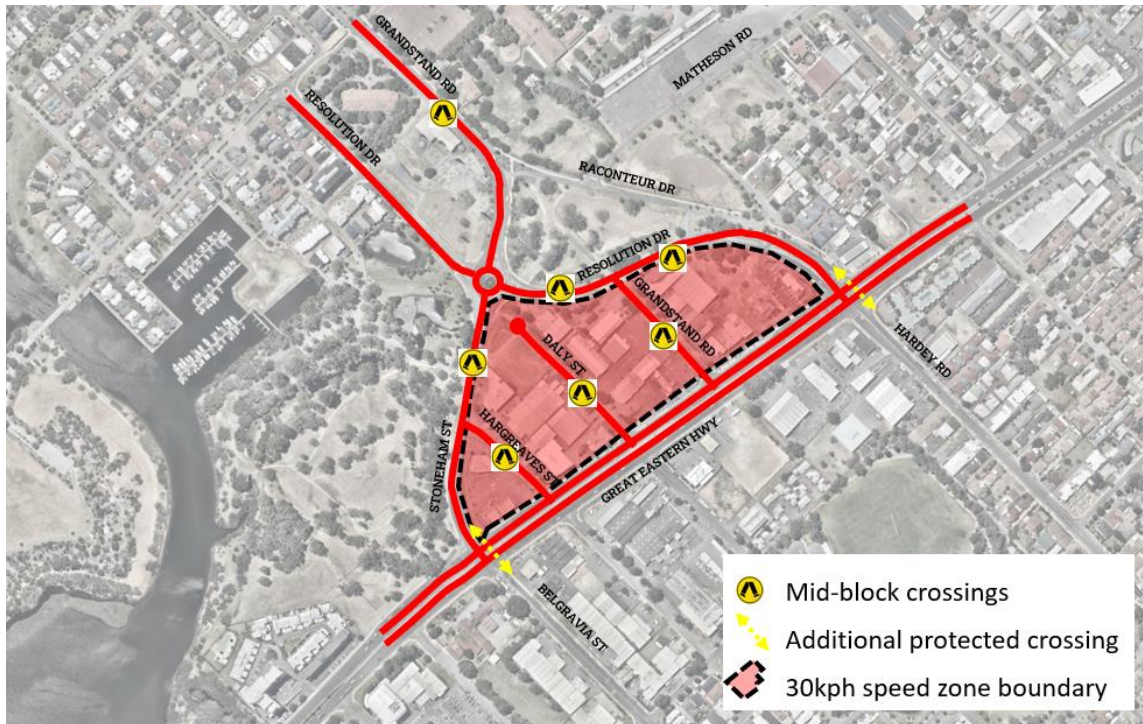 GRANDSTAND RD
MATHESON RD
RESOLUTION DR
RACONTEUR DR
RESOLUTION DR
GRANDSTAND RD
DALY ST
HARDEY RD
HARGREAVES ST
STONEHAM ST
GREAT EASTERN HWY
BELGRAVIA ST
Mid-block crossings
Additional protected crossing
30kph speed zone boundary